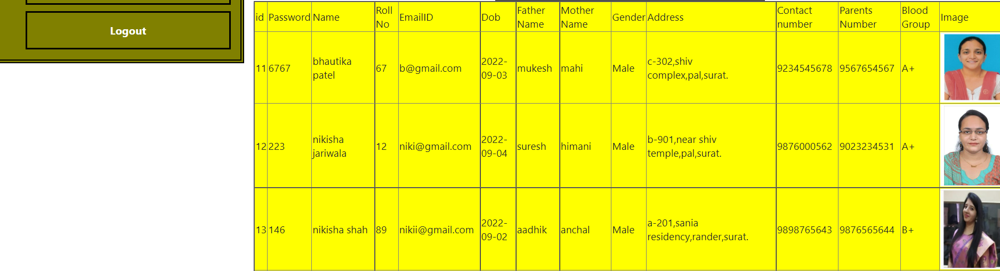 Logout
id Password Name Roll No EmailID Dob Father Name Mother Name Gender Address Contact number Parents Number Blood Group Image
11 6767 bhautika patel 67 b@gmail.com 2022-09-03 mukesh mahi Male c-302,shiv complex,pal,surat. 9234545678 9567654567 A+
12 223 nikisha jariwala 12 niki@gmail.com 2022-09-04 suresh himani Male b-901,near shiv temple,pal,surat. 9876000562 9023234531 A+
13 146 nikisha shah 89 nikii@gmail.com 2022-09-02 aadhik anchal Male a-201,sania residency,rander,surat. 9898765643 9876565644 B+